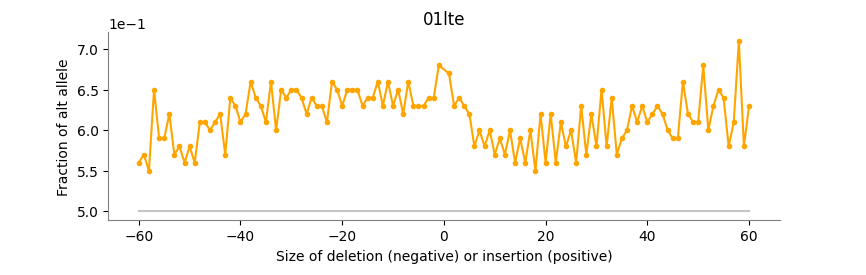 01lte
1e−1
7.0
6.5
6.0
5.5
5.0
Fraction of alt allele
−60 −40 −20 0 20 40 60
Size of deletion (negative) or insertion (positive)